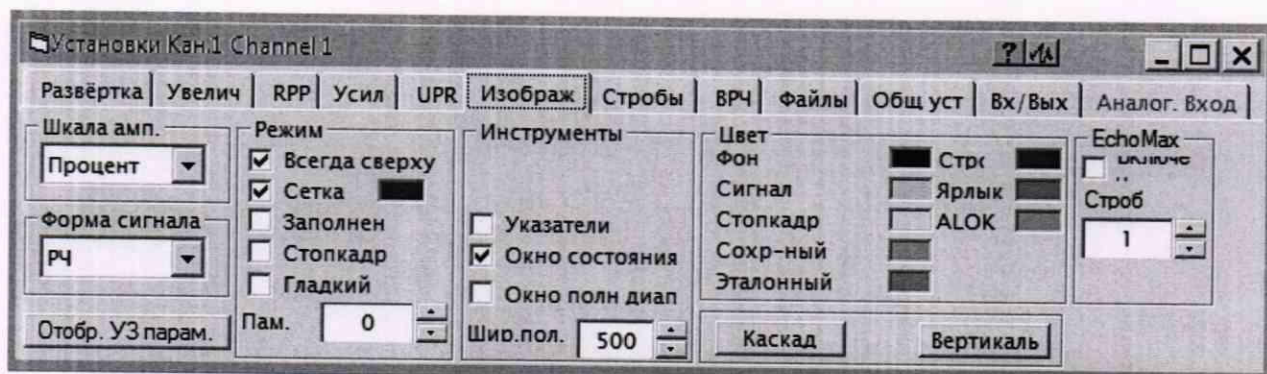 Установки Кан.1 Channel 1
Развёртка Увелич RPP Усил UPR Изображ Стробы ВРЧ Файлы Общ уст Вх/Вых Аналог. Вход
Шкала амп.
Процент
Форма сигнала
РЧ
Отобр. УЗ парам.
Режим
Всегда сверху
Сетка
Заполнен
Стопкадр
Гладкий
Пам. 0
Инструменты
Указатели
Окно состояния
Окно полн диап
Шир.пол. 500
Цвет
Фон
Сигнал
Стопкадр
Сохр-ный
Эталонный
Ярлык
ALOK
Каскад Вертикаль
EchoMax
Строб
1